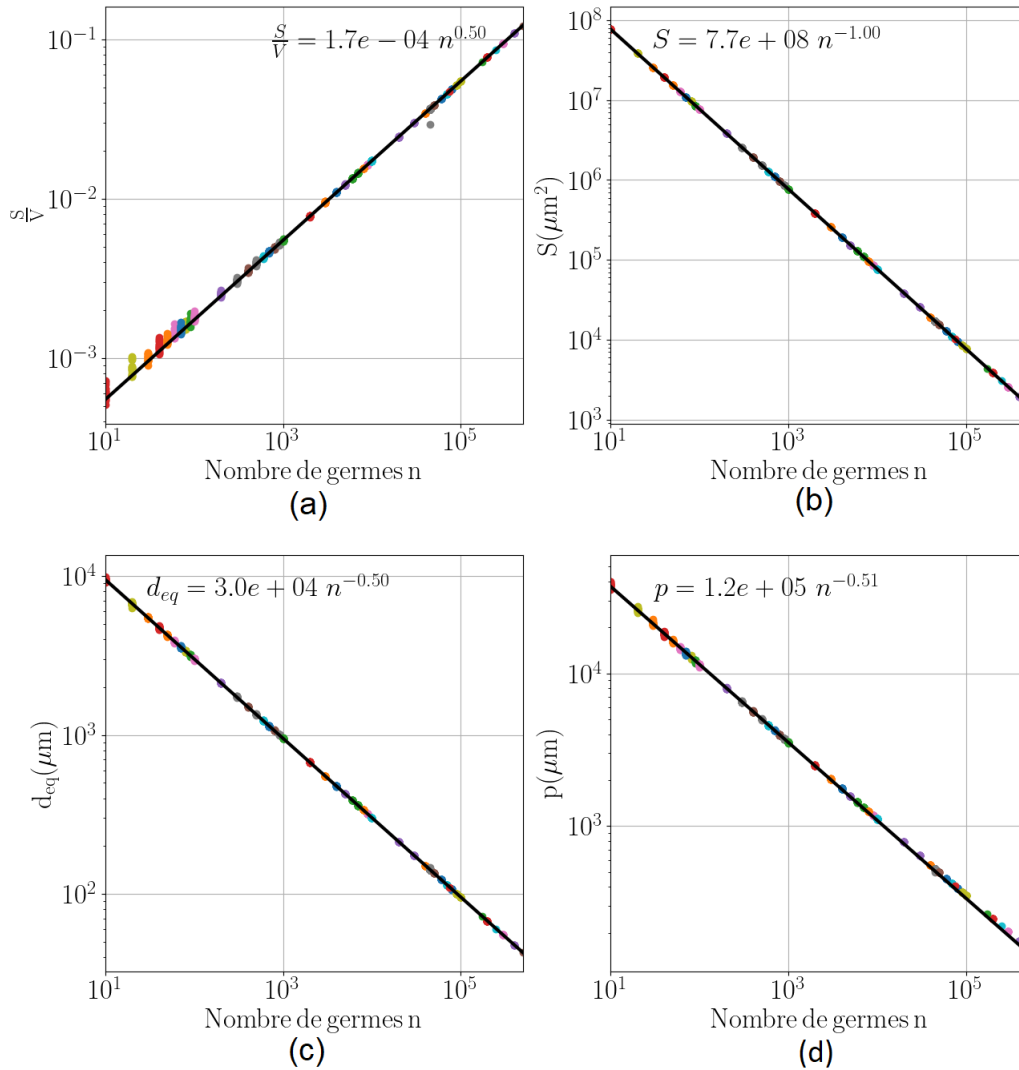 S/V = 1.7e − 04 n^0.50
10^−1
10^−2
10^−3
S/V
10^1
10^3
10^5
Nombre de germes n
(a)
S = 7.7e + 08 n^−1.00
10^8
10^7
10^6
10^5
10^4
10^3
S(μm^2)
10^1
10^3
10^5
Nombre de germes n
(b)
d_eq = 3.0e + 04 n^−0.50
10^4
10^3
10^2
d_eq(μm)
10^1
10^3
10^5
Nombre de germes n
(c)
p = 1.2e + 05 n^−0.51
10^4
10^3
p(μm)
10^1
10^3
10^5
Nombre de germes n
(d)